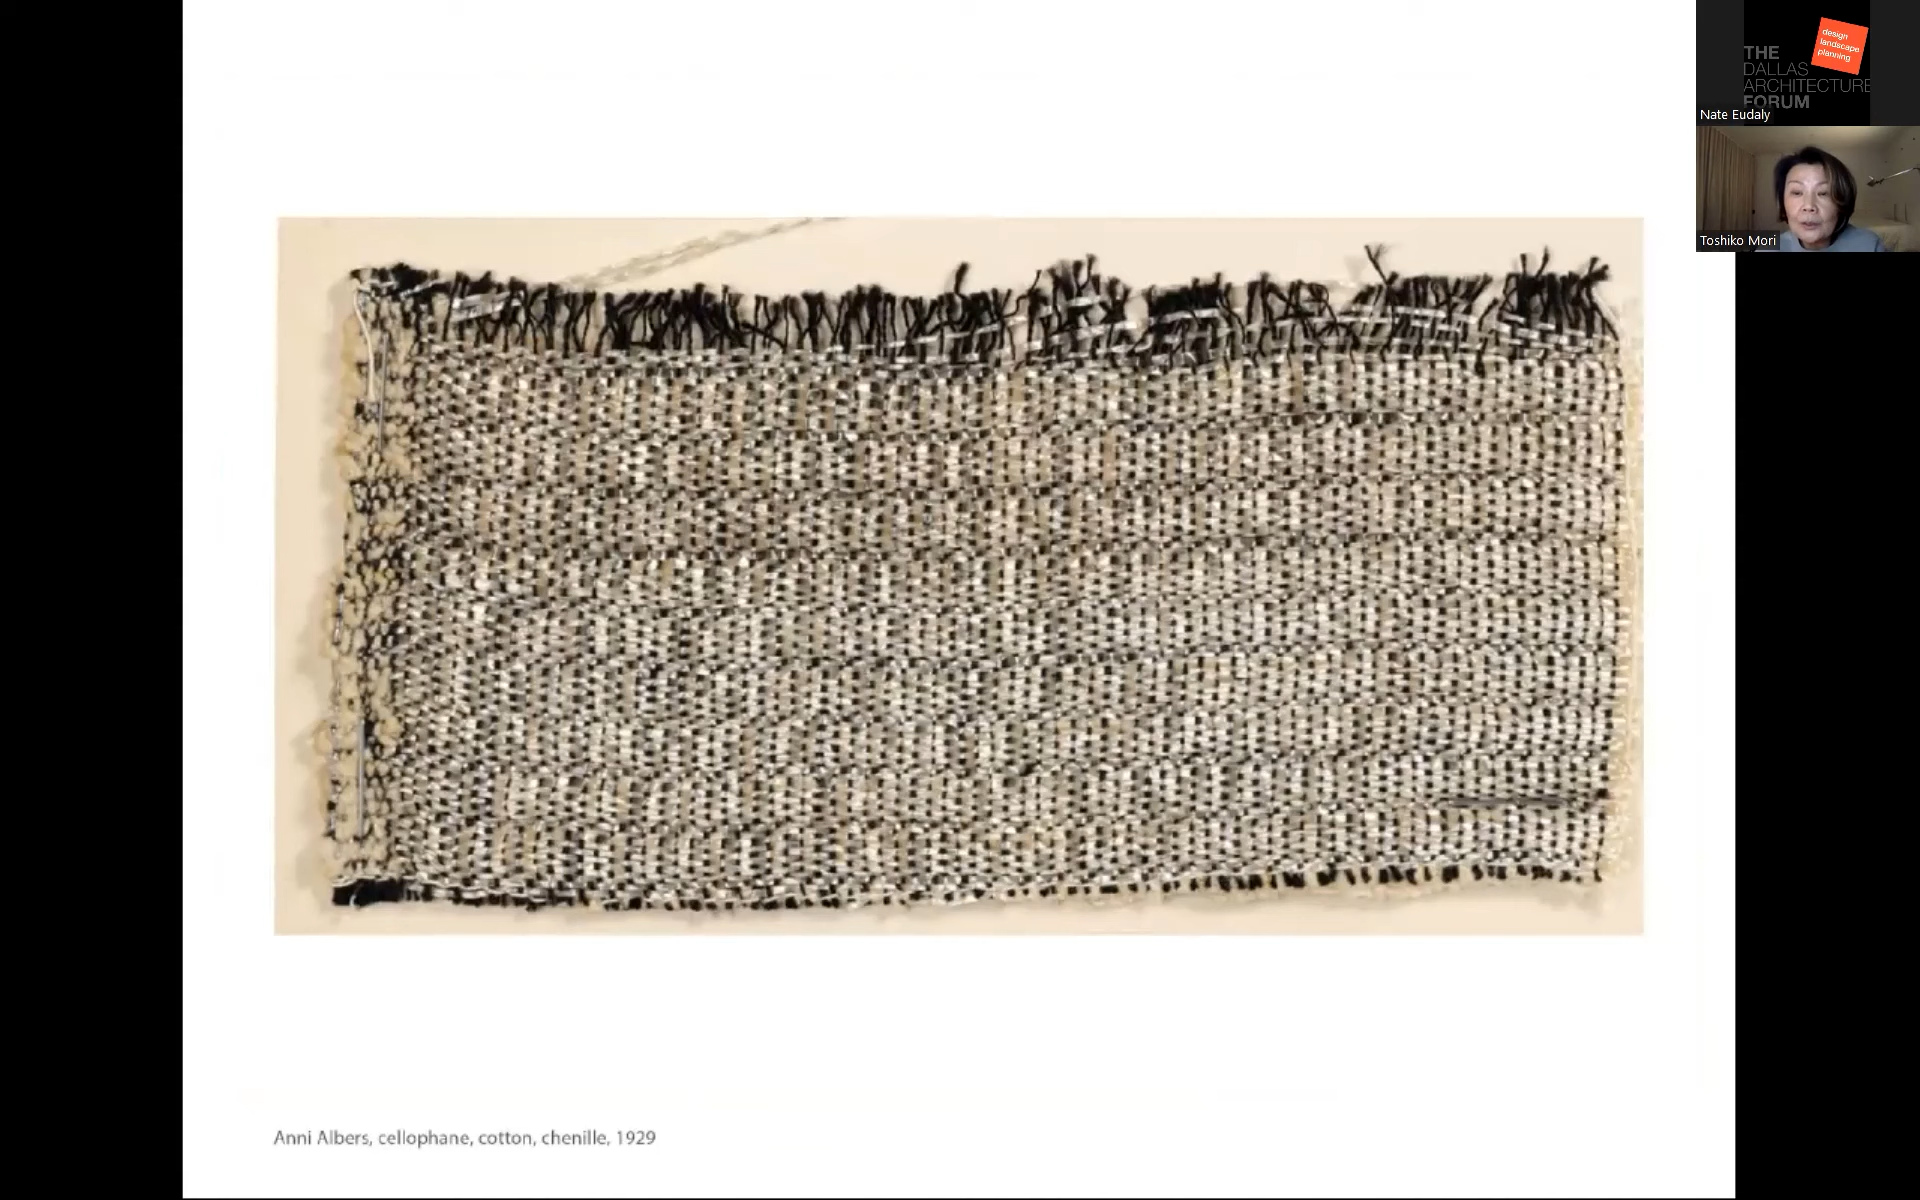 design
landscape
planning
THE
DALLAS
ARCHITECTURE
FORUM
Nate Eudaly
Toshiko Mori
Anni Albers, cellophane, cotton, chenille, 1929